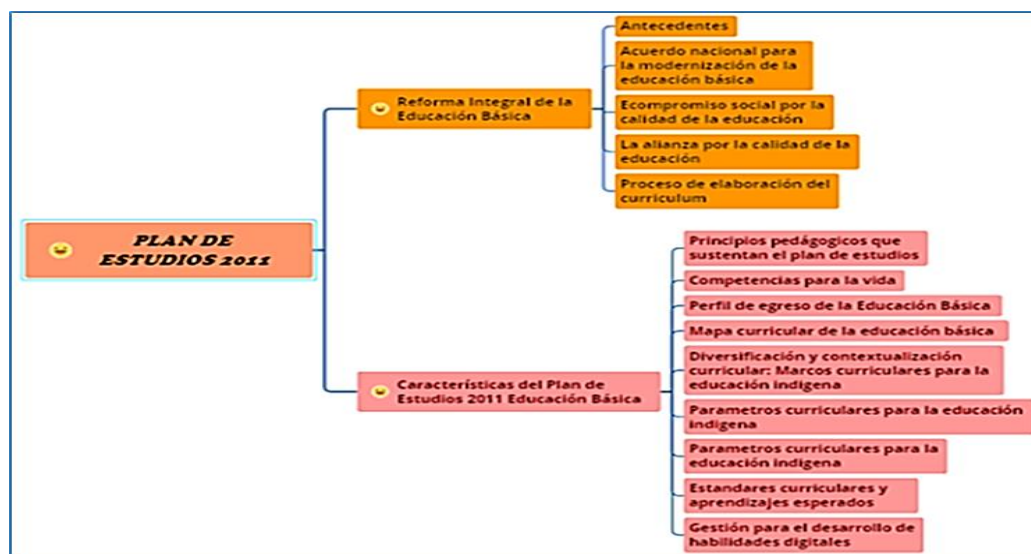 PLAN DE
ESTUDIOS 2011
Reforma Integral de la
Educación Básica
Antecedentes
Acuerdo nacional para
la modernización de la
educación básica
Ecompromiso social por la
calidad de la educación
La alianza por la calidad de la
educación
Proceso de elaboración del
curriculum
Características del Plan de
Estudios 2011 Educación Básica
Principios pedágogicos que
sustentan el plan de estudios
Competencias para la vida
Perfil de egreso de la Educación Básica
Mapa curricular de la educación básica
Diversificación y contextualización
curricular: Marcos curriculares para la
educación indigena
Parametros curriculares para la educación
indigena
Parametros curriculares para la
educación indigena
Estandares curriculares y
aprendizajes esperados
Gestión para el desarrollo de
habilidades digitales